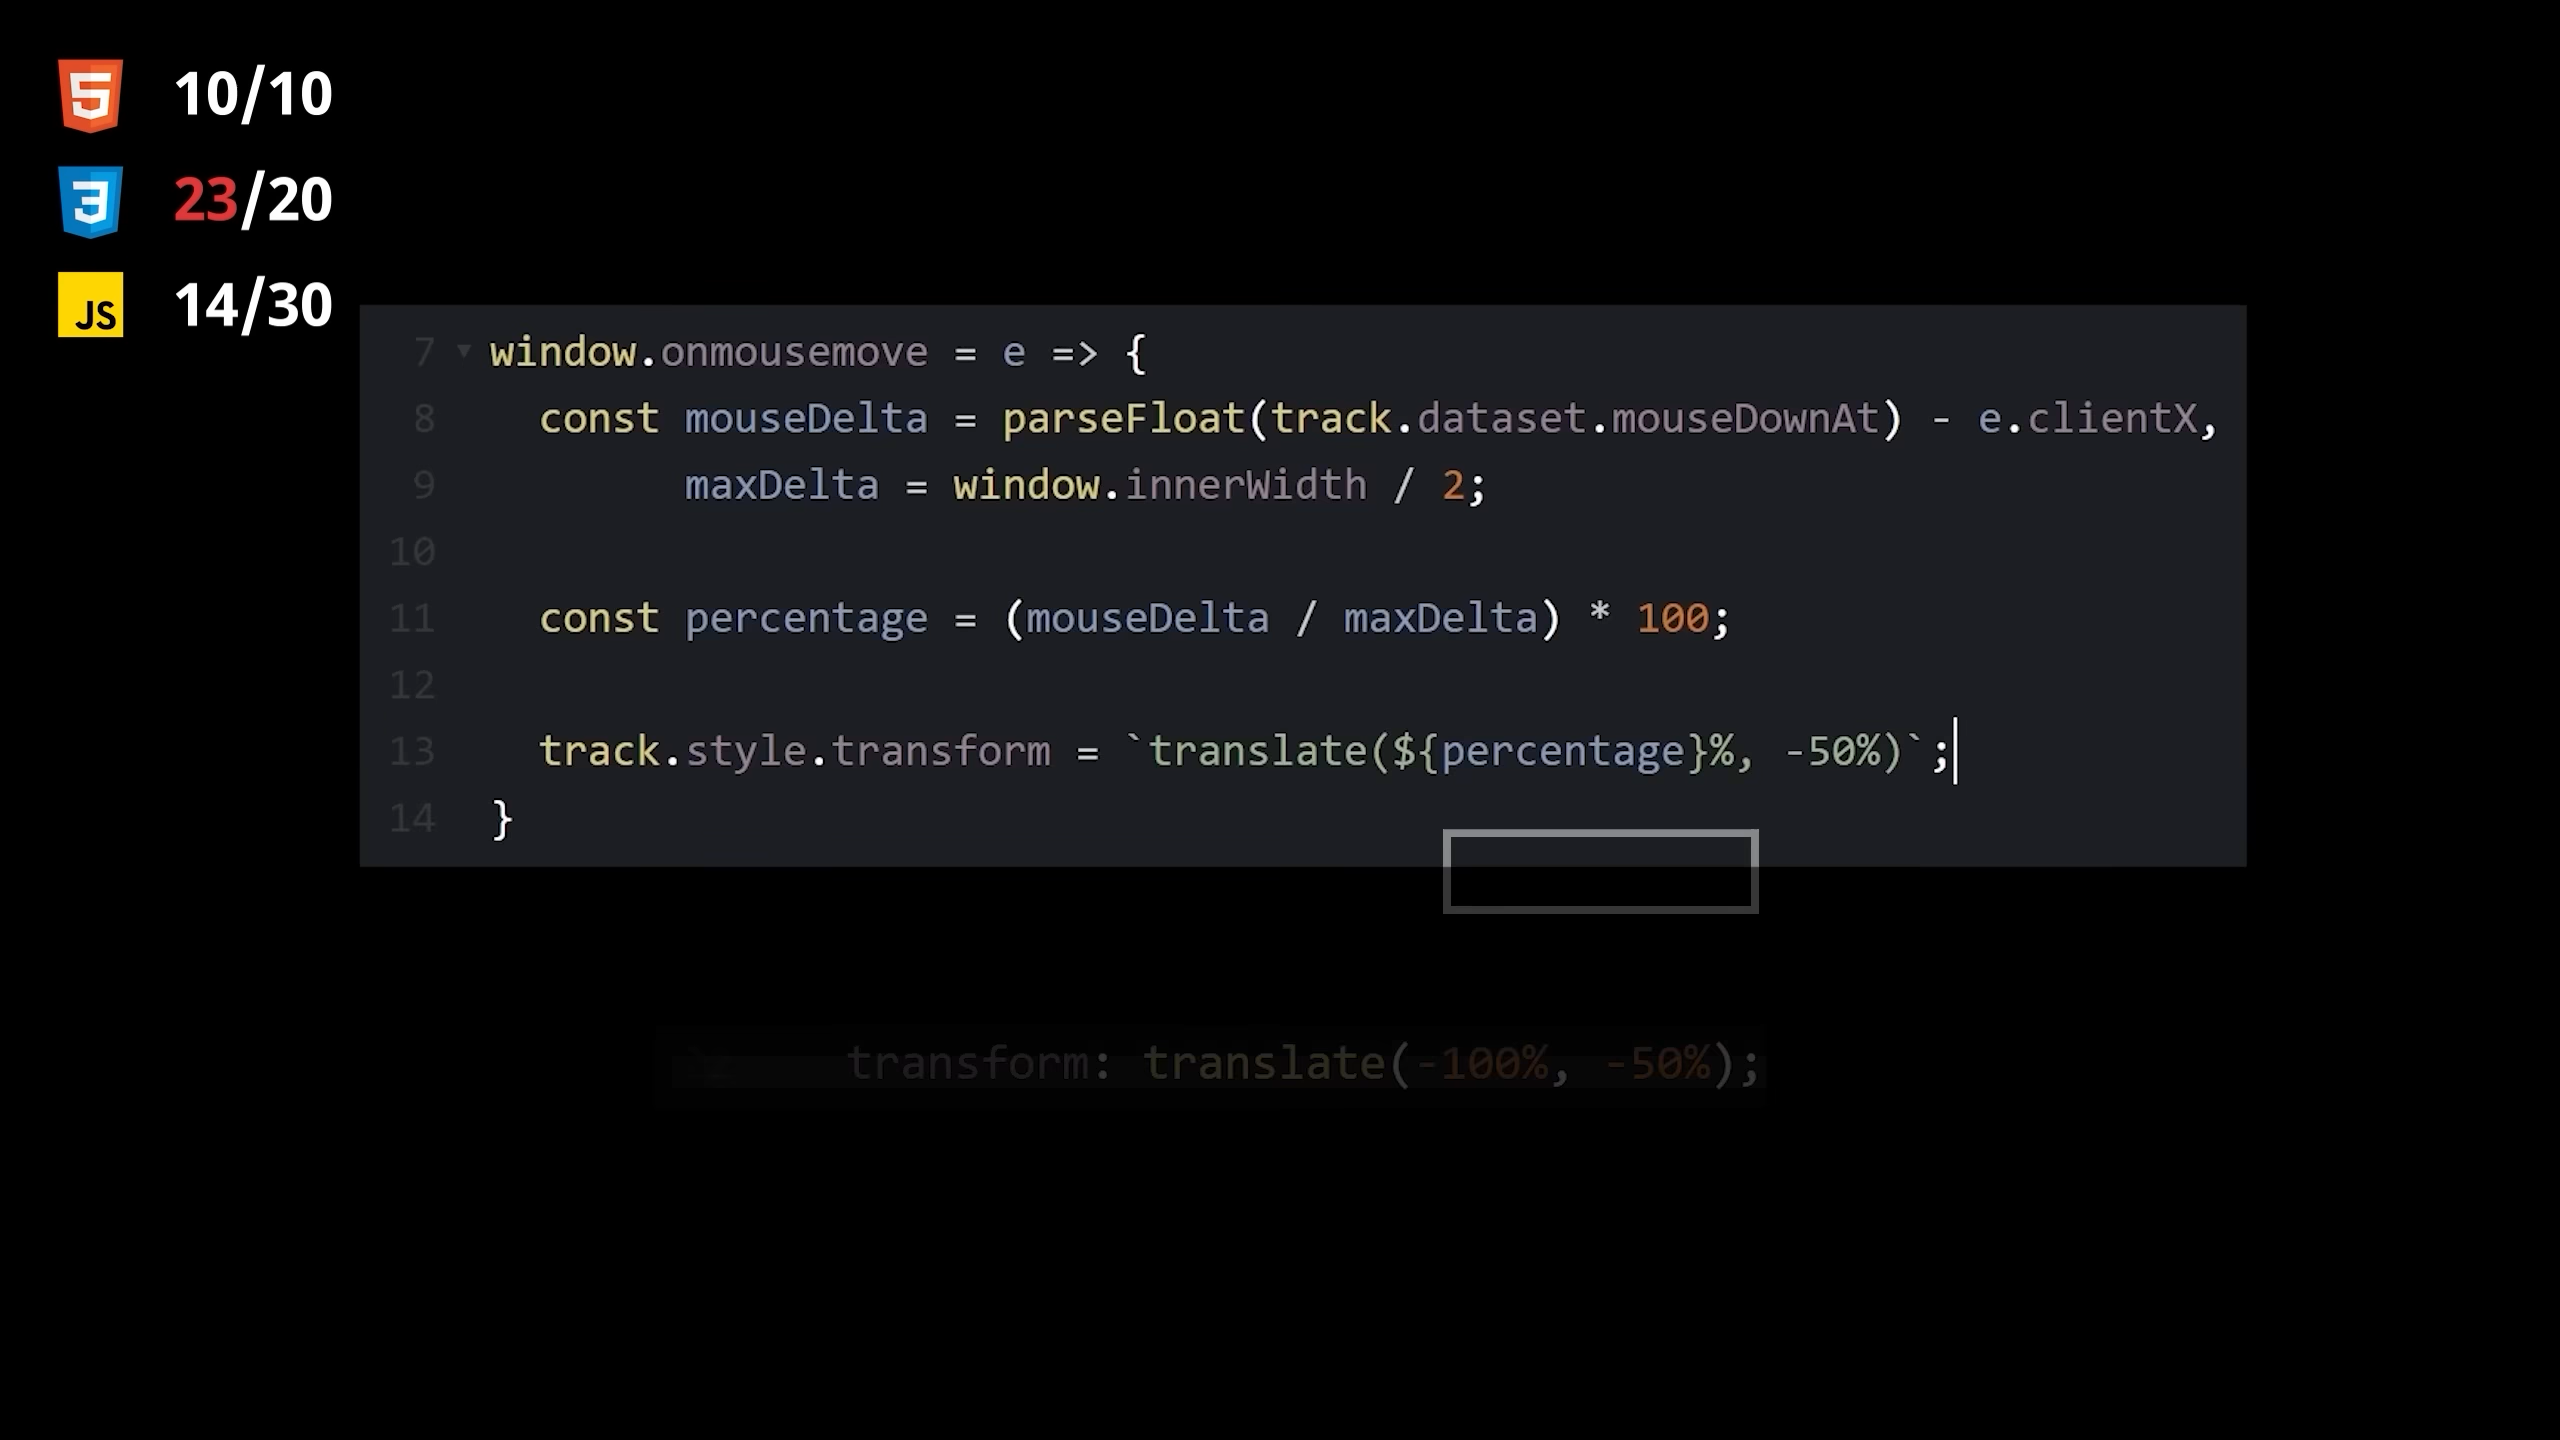 10/10
23/20
JS 14/30
7 window.onmousemove = e => {
8 const mouseDelta = parseFloat(track.dataset.mouseDownAt) - e.clientX,
9 maxDelta = window.innerWidth / 2;
10
11 const percentage = (mouseDelta / maxDelta) * 100;
12
13 track.style.transform = `translate(${percentage}%, -50%)`;
14 }
transform: translate(-100%, -50%);